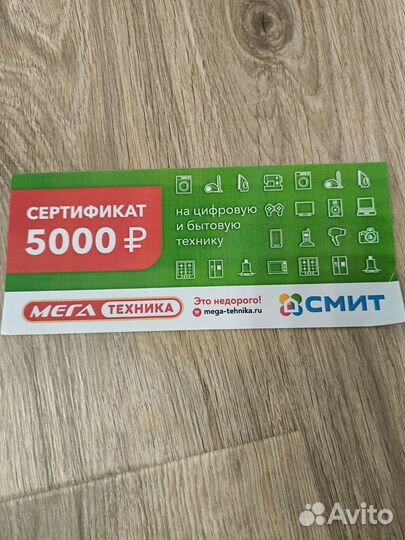 СЕРТИФИКАТ
5000 ₽
на цифровую
и бытовую
технику
МЕГА ТЕХНИКА
Это недорого!
mega-tehnika.ru
СМИТ
Avito